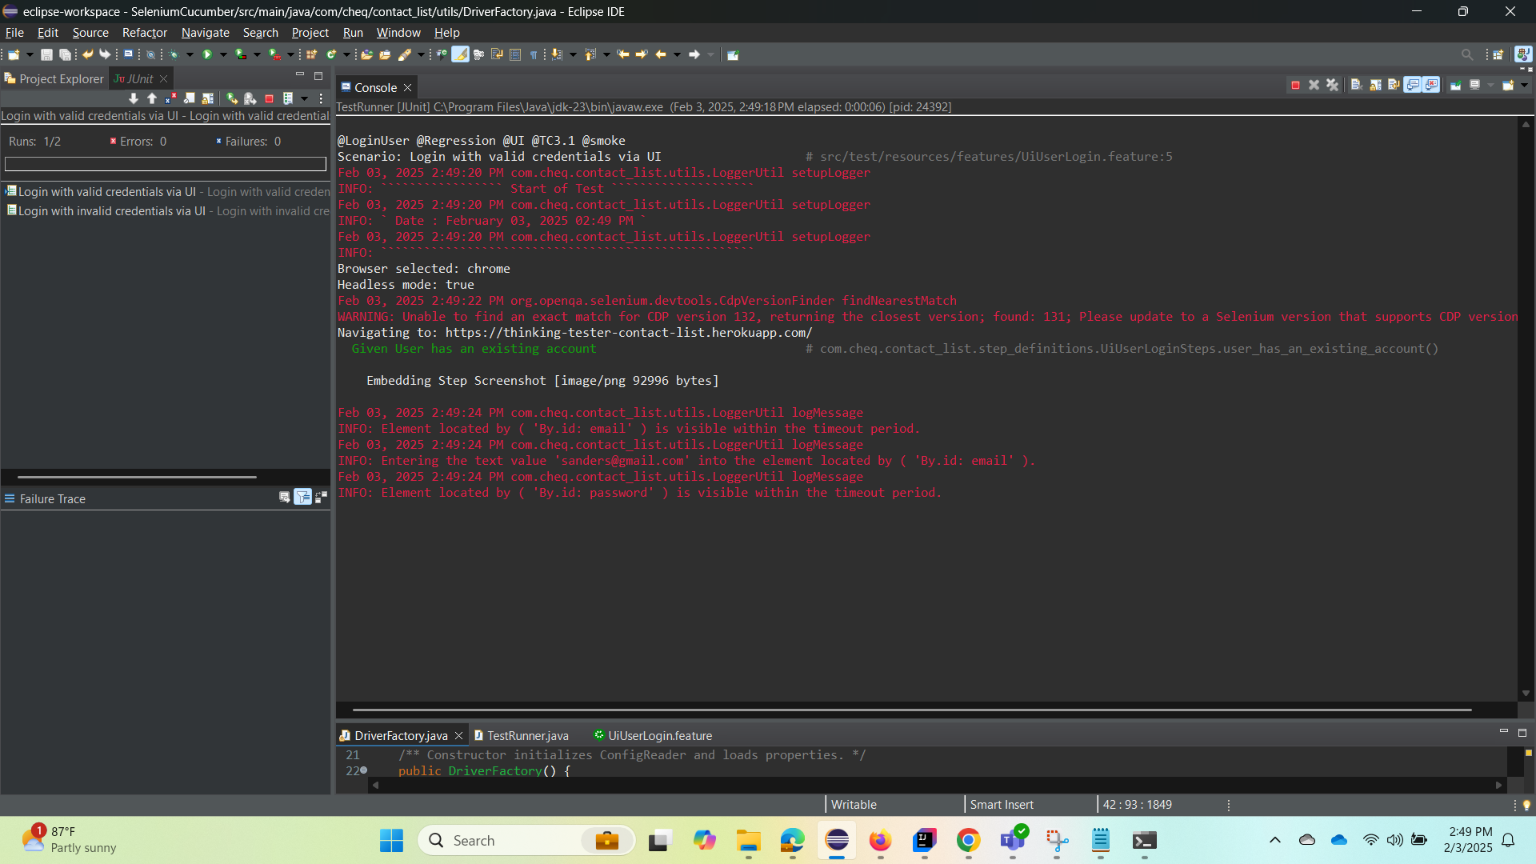 eclipse-workspace - SeleniumCucumber/src/main/java/com/cheq/contact_list/utils/DriverFactory.java - Eclipse IDE
File Edit Source Refactor Navigate Search Project Run Window Help
Project Explorer JUnit
Console
TestRunner [JUnit] C:\Program Files\Java\jdk-23\bin\javaw.exe (Feb 3, 2025, 2:49:18 PM elapsed: 0:00:06) [pid: 24392]
Login with valid credentials via UI - Login with valid credential
Runs: 1/2 Errors: 0 Failures: 0
Login with valid credentials via UI - Login with valid creden
Login with invalid credentials via UI - Login with invalid cre
Failure Trace
@LoginUser @Regression @UI @TC3.1 @smoke
Scenario: Login with valid credentials via UI # src/test/resources/features/UiUserLogin.feature:5
Feb 03, 2025 2:49:20 PM com.cheq.contact_list.utils.LoggerUtil setupLogger
INFO: ````````````````` Start of Test ````````````````````
Feb 03, 2025 2:49:20 PM com.cheq.contact_list.utils.LoggerUtil setupLogger
INFO: ` Date : February 03, 2025 02:49 PM `
Feb 03, 2025 2:49:20 PM com.cheq.contact_list.utils.LoggerUtil setupLogger
INFO: ````````````````````````````````````````````````````
Browser selected: chrome
Headless mode: true
Feb 03, 2025 2:49:22 PM org.openqa.selenium.devtools.CdpVersionFinder findNearestMatch
WARNING: Unable to find an exact match for CDP version 132, returning the closest version; found: 131; Please update to a Selenium version that supports CDP version
Navigating to: https://thinking-tester-contact-list.herokuapp.com/
Given User has an existing account # com.cheq.contact_list.step_definitions.UiUserLoginSteps.user_has_an_existing_account()
Embedding Step Screenshot [image/png 92996 bytes]
Feb 03, 2025 2:49:24 PM com.cheq.contact_list.utils.LoggerUtil logMessage
INFO: Element located by ( 'By.id: email' ) is visible within the timeout period.
Feb 03, 2025 2:49:24 PM com.cheq.contact_list.utils.LoggerUtil logMessage
INFO: Entering the text value 'sanders@gmail.com' into the element located by ( 'By.id: email' ).
Feb 03, 2025 2:49:24 PM com.cheq.contact_list.utils.LoggerUtil logMessage
INFO: Element located by ( 'By.id: password' ) is visible within the timeout period.
DriverFactory.java TestRunner.java UiUserLogin.feature
21 /** Constructor initializes ConfigReader and loads properties. */
22 public DriverFactory() {
Writable Smart Insert 42 : 93 : 1849
1
87°F
Partly sunny
Search
2:49 PM
2/3/2025